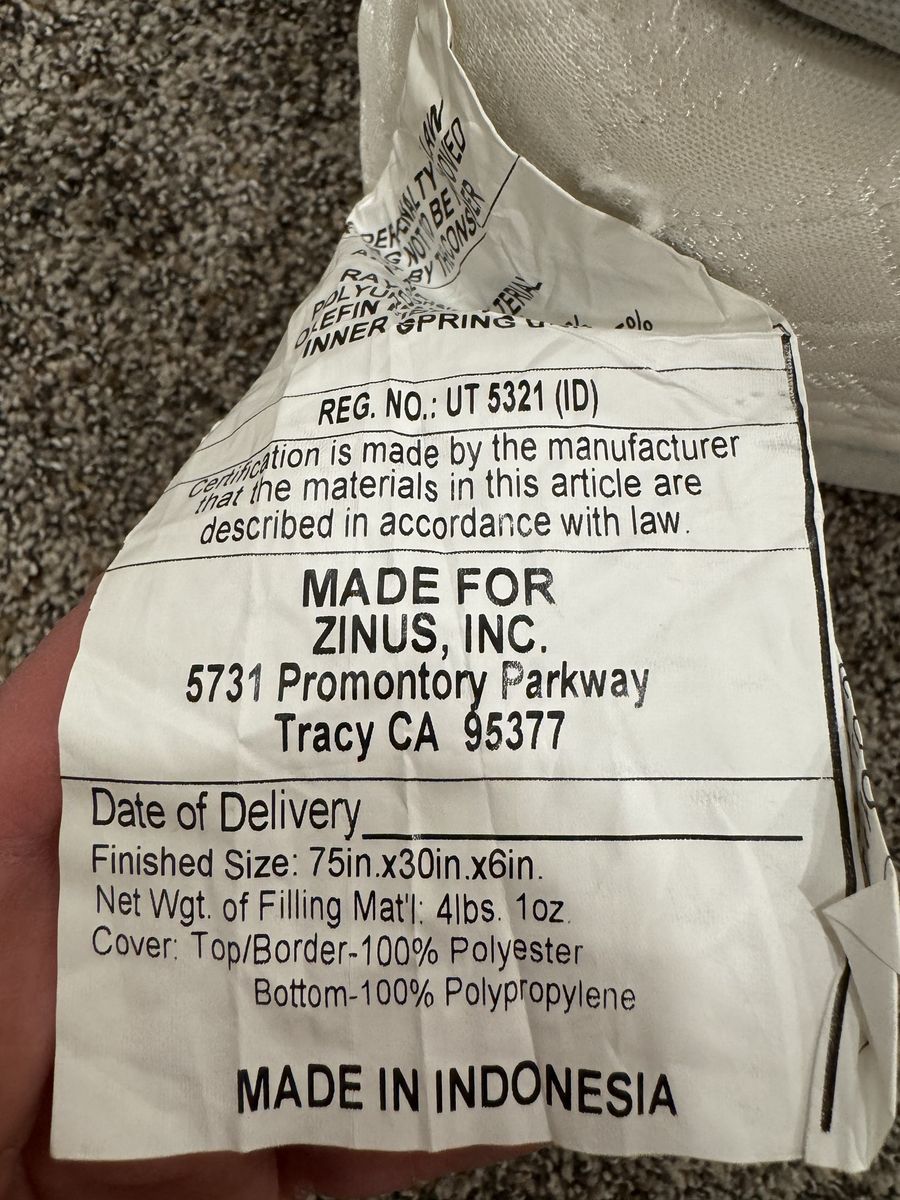 NOT TO BE
INNER SPRING
REG. NO.: UT 5321 (ID)
Certification is made by the manufacturer
that the materials in this article are
described in accordance with law.
MADE FOR
ZINUS, INC.
5731 Promontory Parkway
Tracy CA 95377
Date of Delivery
Finished Size: 75in.x30in.x6in.
Net Wgt. of Filling Mat'l: 4lbs. 1oz.
Cover: Top/Border-100% Polyester
Bottom-100% Polypropylene
MADE IN INDONESIA